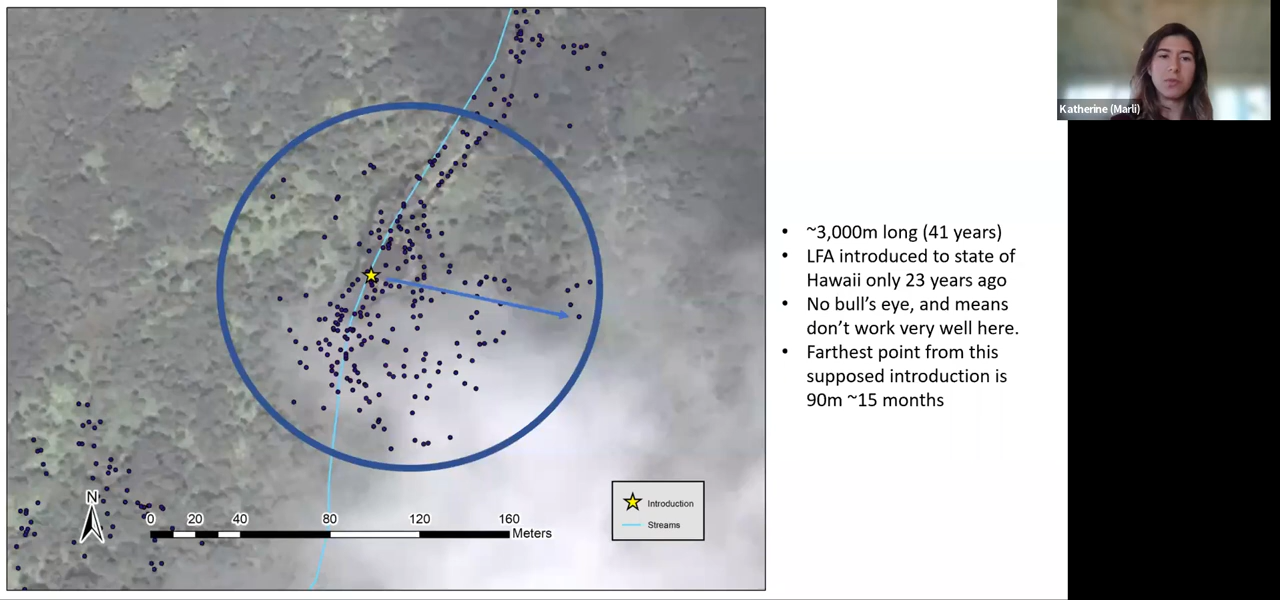 Katherine (Marli)
• ~3,000m long (41 years)
• LFA introduced to state of
Hawaii only 23 years ago
• No bull's eye, and means
don't work very well here.
• Farthest point from this
supposed introduction is
90m ~15 months
N
0 20 40 80 120 160
Meters
Introduction
Streams